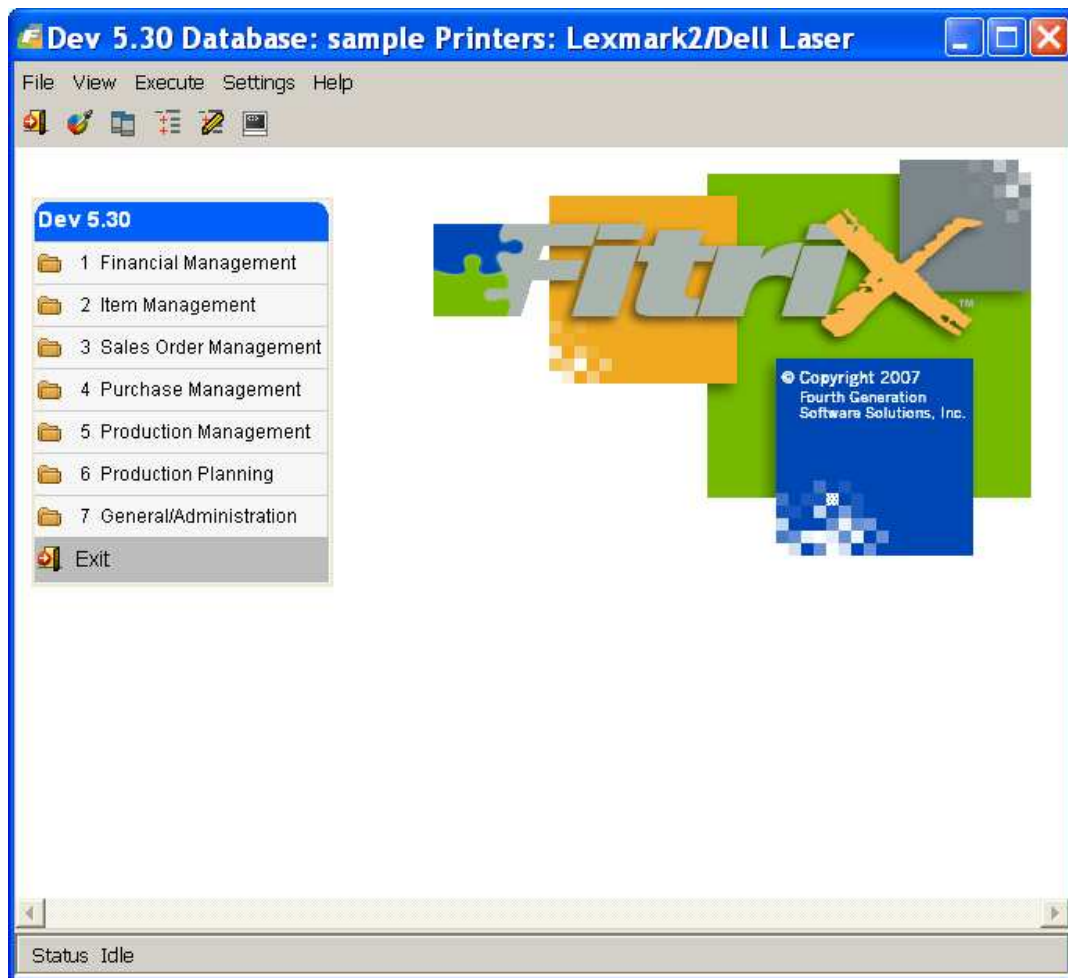 Dev 5.30 Database: sample Printers: Lexmark2/Dell Laser
File View Execute Settings Help
Dev 5.30
1 Financial Management
2 Item Management
3 Sales Order Management
4 Purchase Management
5 Production Management
6 Production Planning
7 General/Administration
Exit
FitriX
TM
© Copyright 2007
Fourth Generation
Software Solutions, Inc.
Status Idle